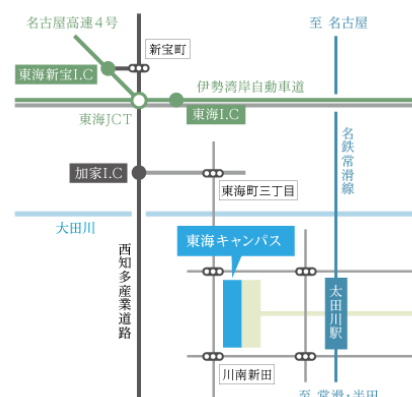 名古屋高速4号
至 名古屋
新宝町
東海新宝I.C
伊勢湾岸自動車道
東海JCT
東海I.C
名鉄常滑線
加家I.C
東海町三丁目
大田川
東海キャンパス
西知多産業道路
太田川駅
川南新田
至 常滑・半田